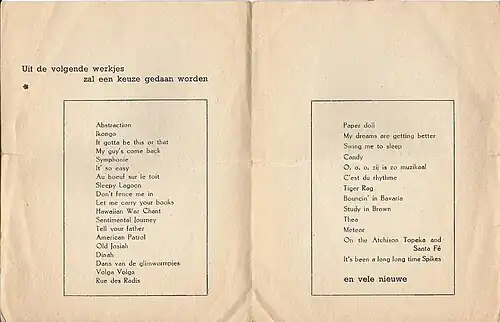 Uit de volgende werkjes
zal een keuze gedaan worden
Abstraction
Ikongo
It gotta be this or that
My guy's come back
Symphonie
It' so easy
Au boeuf sur le toit
Sleepy Lagoon
Don't fence me in
Let me carry your books
Hawaiian War Chant
Sentimental Journey
Tell your father
American Patrol
Old Josiah
Dinah
Dans van de glimwormpjes
Volga Volga
Rue des Radis
Paper doll
My dreams are getting better
Swing me to sleep
Candy
O, o, o, zij is zo muzikaal
C'est du rhythme
Tiger Rag
Bouncin' in Bavaria
Study in Brown
Thea
Meteor
On the Atchison Topeka and
Santa Fé
It's been a long long time Spikes
en vele nieuwe